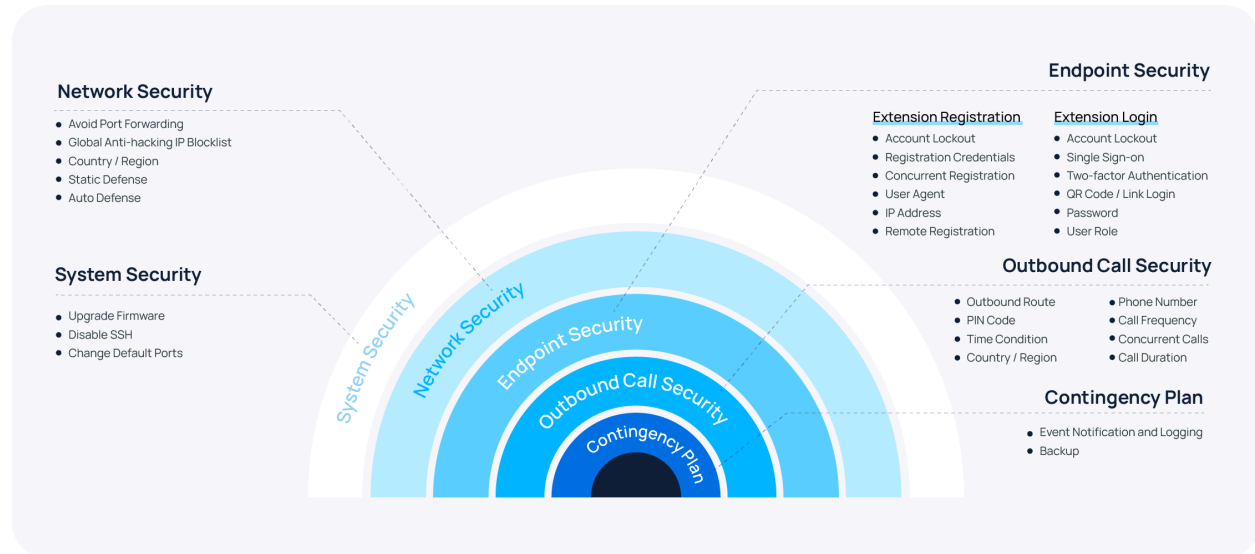 Network Security
Avoid Port Forwarding
Global Anti-hacking IP Blocklist
Country / Region
Static Defense
Auto Defense
System Security
Upgrade Firmware
Disable SSH
Change Default Ports
System Security
Network Security
Endpoint Security
Outbound Call Security
Contingency Plan
Endpoint Security
Extension Registration
Account Lockout
Registration Credentials
Concurrent Registration
User Agent
IP Address
Remote Registration
Extension Login
Account Lockout
Single Sign-on
Two-factor Authentication
QR Code / Link Login
Password
User Role
Outbound Call Security
Outbound Route
PIN Code
Time Condition
Country / Region
Phone Number
Call Frequency
Concurrent Calls
Call Duration
Contingency Plan
Event Notification and Logging
Backup